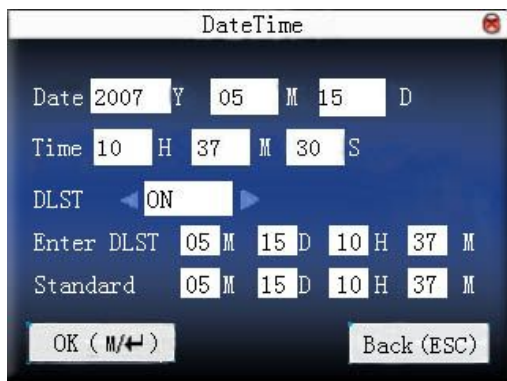 DateTime
Date 2007 Y 05 M 15 D
Time 10 H 37 M 30 S
DLST ON
Enter DLST 05 M 15 D 10 H 37 M
Standard 05 M 15 D 10 H 37 M
OK (M/↵) Back (ESC)